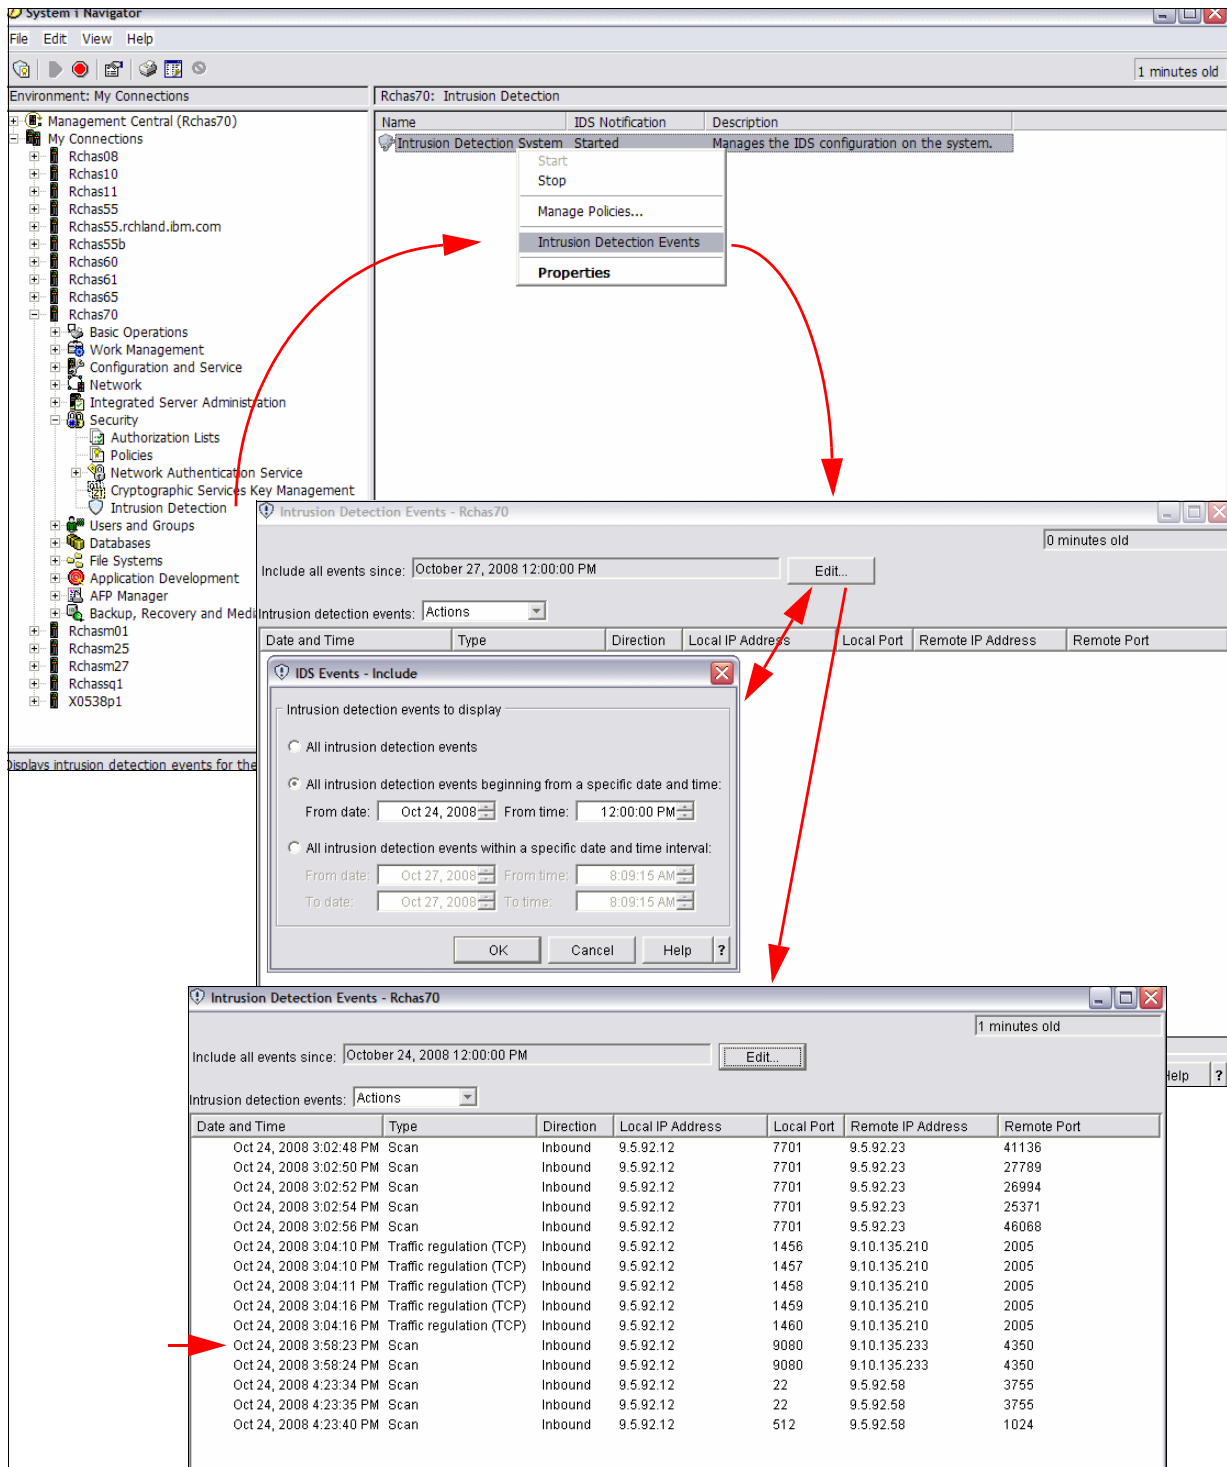 System i Navigator
File Edit View Help
1 minutes old
Environment: My Connections
Rchas70: Intrusion Detection
Management Central (Rchas70)
My Connections
Rchas08
Rchas10
Rchas11
Rchas55
Rchas55.rchland.ibm.com
Rchas55b
Rchas60
Rchas61
Rchas65
Rchas70
Basic Operations
Work Management
Configuration and Service
Network
Integrated Server Administration
Security
Authorization Lists
Policies
Network Authentication Service
Cryptographic Services Key Management
Intrusion Detection
Users and Groups
Databases
File Systems
Application Development
AFP Manager
Backup, Recovery and Medi
Rchasm01
Rchasm25
Rchasm27
Rchassq1
X0538p1
Displays intrusion detection events for the
Name IDS Notification Description
Intrusion Detection System Started Manages the IDS configuration on the system.
Start
Stop
Manage Policies...
Intrusion Detection Events
Properties
Intrusion Detection Events - Rchas70
0 minutes old
Include all events since: October 27, 2008 12:00:00 PM Edit...
Intrusion detection events: Actions
Date and Time Type Direction Local IP Address Local Port Remote IP Address Remote Port
IDS Events - Include
Intrusion detection events to display
All intrusion detection events
All intrusion detection events beginning from a specific date and time:
From date: Oct 24, 2008 From time: 12:00:00 PM
All intrusion detection events within a specific date and time interval:
From date: Oct 27, 2008 From time: 8:09:15 AM
To date: Oct 27, 2008 To time: 8:09:15 AM
OK Cancel Help ?
Help ?
Intrusion Detection Events - Rchas70
1 minutes old
Include all events since: October 24, 2008 12:00:00 PM Edit...
Intrusion detection events: Actions
Date and Time Type Direction Local IP Address Local Port Remote IP Address Remote Port
Oct 24, 2008 3:02:48 PM Scan Inbound 9.5.92.12 7701 9.5.92.23 41136
Oct 24, 2008 3:02:50 PM Scan Inbound 9.5.92.12 7701 9.5.92.23 27789
Oct 24, 2008 3:02:52 PM Scan Inbound 9.5.92.12 7701 9.5.92.23 26994
Oct 24, 2008 3:02:54 PM Scan Inbound 9.5.92.12 7701 9.5.92.23 25371
Oct 24, 2008 3:02:56 PM Scan Inbound 9.5.92.12 7701 9.5.92.23 46068
Oct 24, 2008 3:04:10 PM Traffic regulation (TCP) Inbound 9.5.92.12 1456 9.10.135.210 2005
Oct 24, 2008 3:04:10 PM Traffic regulation (TCP) Inbound 9.5.92.12 1457 9.10.135.210 2005
Oct 24, 2008 3:04:11 PM Traffic regulation (TCP) Inbound 9.5.92.12 1458 9.10.135.210 2005
Oct 24, 2008 3:04:16 PM Traffic regulation (TCP) Inbound 9.5.92.12 1459 9.10.135.210 2005
Oct 24, 2008 3:04:16 PM Traffic regulation (TCP) Inbound 9.5.92.12 1460 9.10.135.210 2005
Oct 24, 2008 3:58:23 PM Scan Inbound 9.5.92.12 9080 9.10.135.233 4350
Oct 24, 2008 3:58:24 PM Scan Inbound 9.5.92.12 9080 9.10.135.233 4350
Oct 24, 2008 4:23:34 PM Scan Inbound 9.5.92.12 22 9.5.92.58 3755
Oct 24, 2008 4:23:35 PM Scan Inbound 9.5.92.12 22 9.5.92.58 3755
Oct 24, 2008 4:23:40 PM Scan Inbound 9.5.92.12 512 9.5.92.58 1024